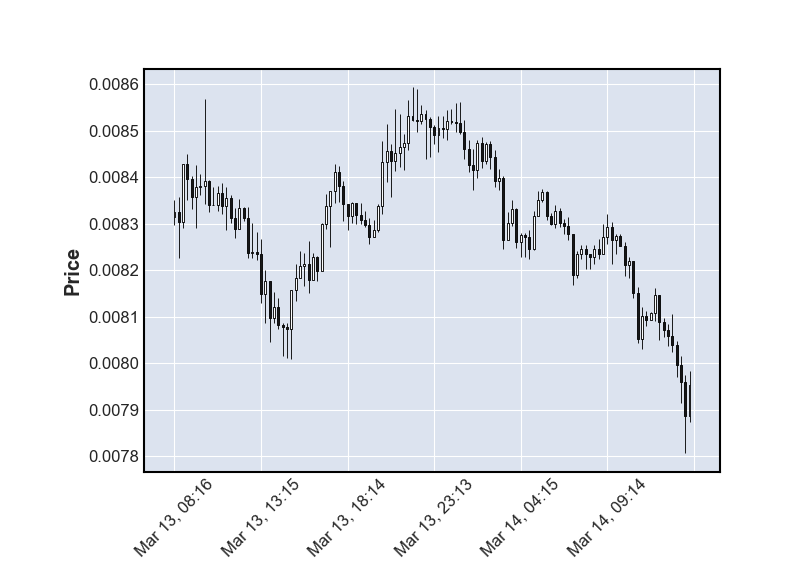 0.0086
0.0085
0.0084
0.0083
0.0082
0.0081
0.0080
0.0079
0.0078
Price
Mar 13, 08:16
Mar 13, 13:15
Mar 13, 18:14
Mar 13, 23:13
Mar 14, 04:15
Mar 14, 09:14